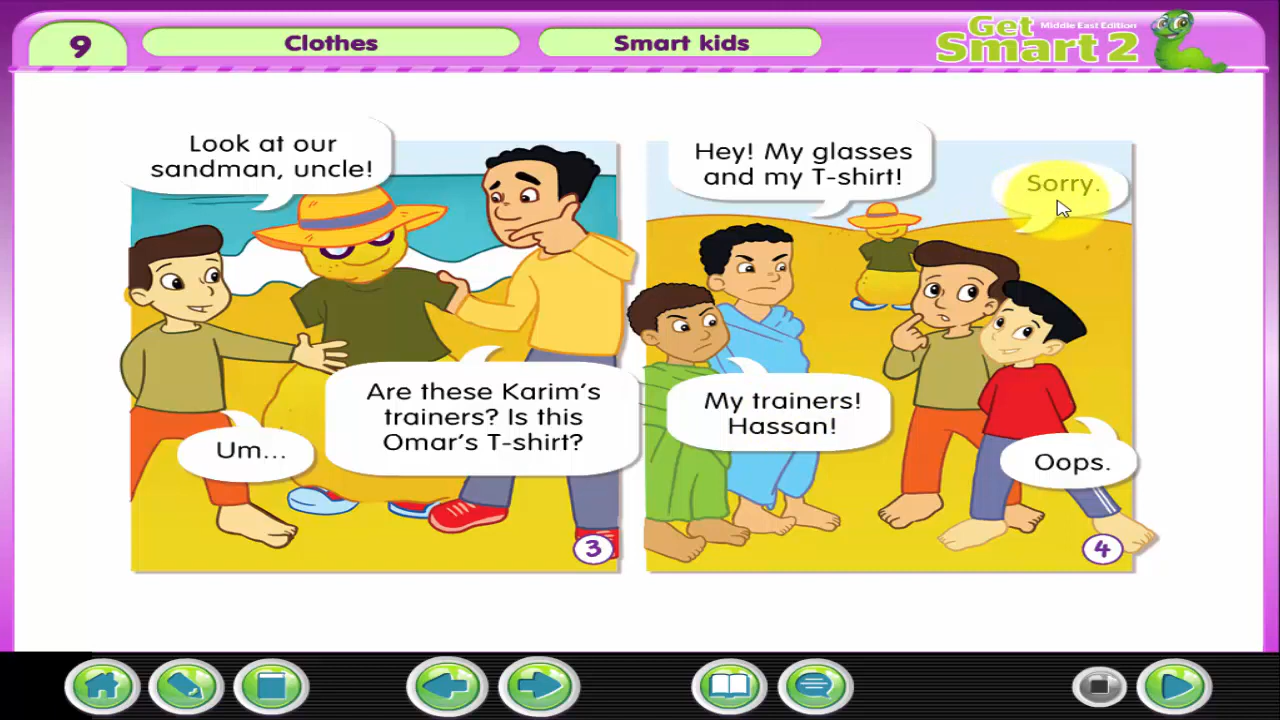 9
Clothes
Smart kids
Get
Middle East Edition
Smart 2
Look at our
sandman, uncle!
Um...
Are these Karim's
trainers? Is this
Omar's T-shirt?
3
Hey! My glasses
and my T-shirt!
Sorry.
My trainers!
Hassan!
Oops.
4